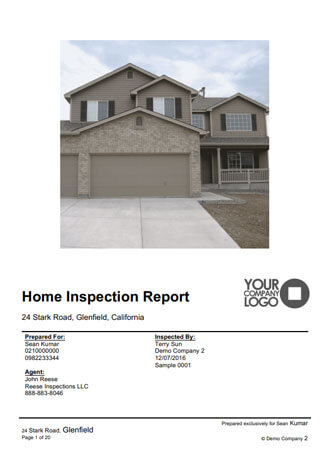 Home Inspection Report
YOUR
COMPANY
LOGO
24 Stark Road, Glenfield, California
Prepared For:
Sean Kumar
0210000000
0982233344
Agent:
John Reese
Reese Inspections LLC
888-883-8046
Inspected By:
Terry Sun
Demo Company 2
12/07/2016
Sample 0001
Prepared exclusively for Sean Kumar
24 Stark Road, Glenfield
Page 1 of 20
© Demo Company 2